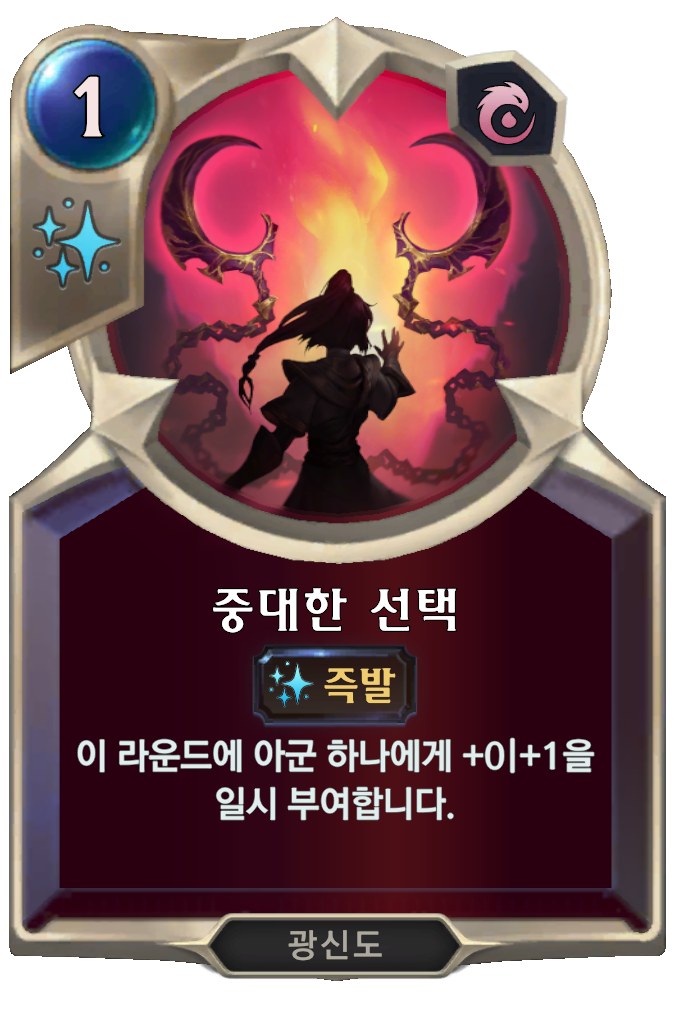 1
중대한 선택
즉발
이 라운드에 아군 하나에게 +0|+1을
일시 부여합니다.
광신도